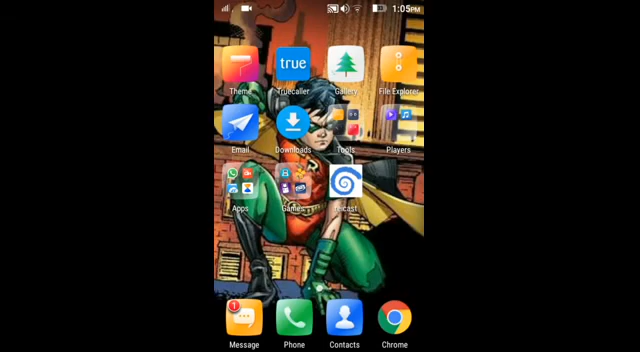 1:05PM
Theme Truecaller Gallery File Explorer
true
Email Downloads Tools Players
Apps Games reicast
1
Message Phone Contacts Chrome